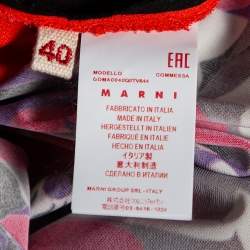 40
EAC
MODELLO
COMMESSA
MARNI
FABBRICATO IN ITALIA
MADE IN ITALY
HERGESTELLT IN ITALIEN
FABRIQUÉ EN ITALIE
HECHO EN ITALIA
イタリア製
意大利制造
СДЕЛАНО В ИТАЛИИ
MARNI GROUP SRL - ITALY